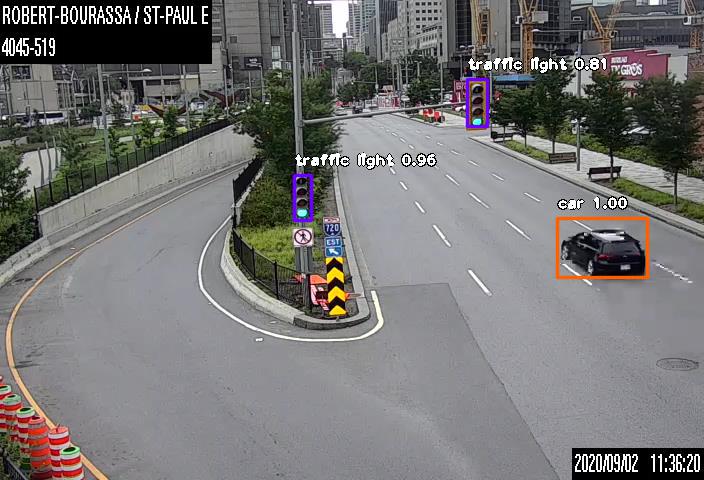 ROBERT-BOURASSA / ST-PAUL E
4045-519
traffic light 0.81
GROS
traffic light 0.96
car 1.00
720
EST
2020/09/02 11:36:20